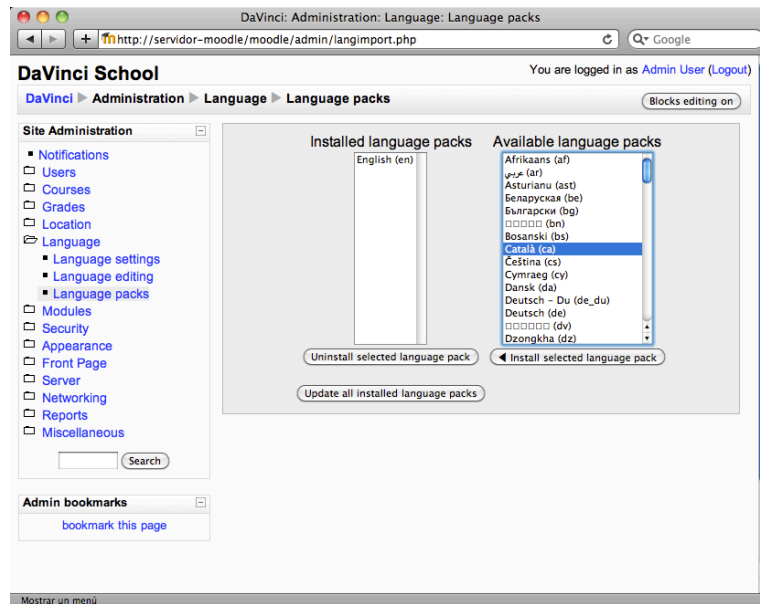 DaVinci: Administration: Language: Language packs
http://servidor-moodle/moodle/admin/langimport.php
Google
DaVinci School
You are logged in as Admin User (Logout)
DaVinci ► Administration ► Language ► Language packs
Blocks editing on
Site Administration
Notifications
Users
Courses
Grades
Location
Language
Language settings
Language editing
Language packs
Modules
Security
Appearance
Front Page
Server
Networking
Reports
Miscellaneous
Search
Admin bookmarks
bookmark this page
Installed language packs
English (en)
Uninstall selected language pack
Update all installed language packs
Available language packs
Afrikaans (af)
عربي (ar)
Asturianu (ast)
Беларуская (be)
Български (bg)
□□□□□ (bn)
Bosanski (bs)
Català (ca)
Čeština (cs)
Cymraeg (cy)
Dansk (da)
Deutsch - Du (de_du)
Deutsch (de)
□□□□□□ (dv)
Dzongkha (dz)
◄ Install selected language pack
Mostrar un menú